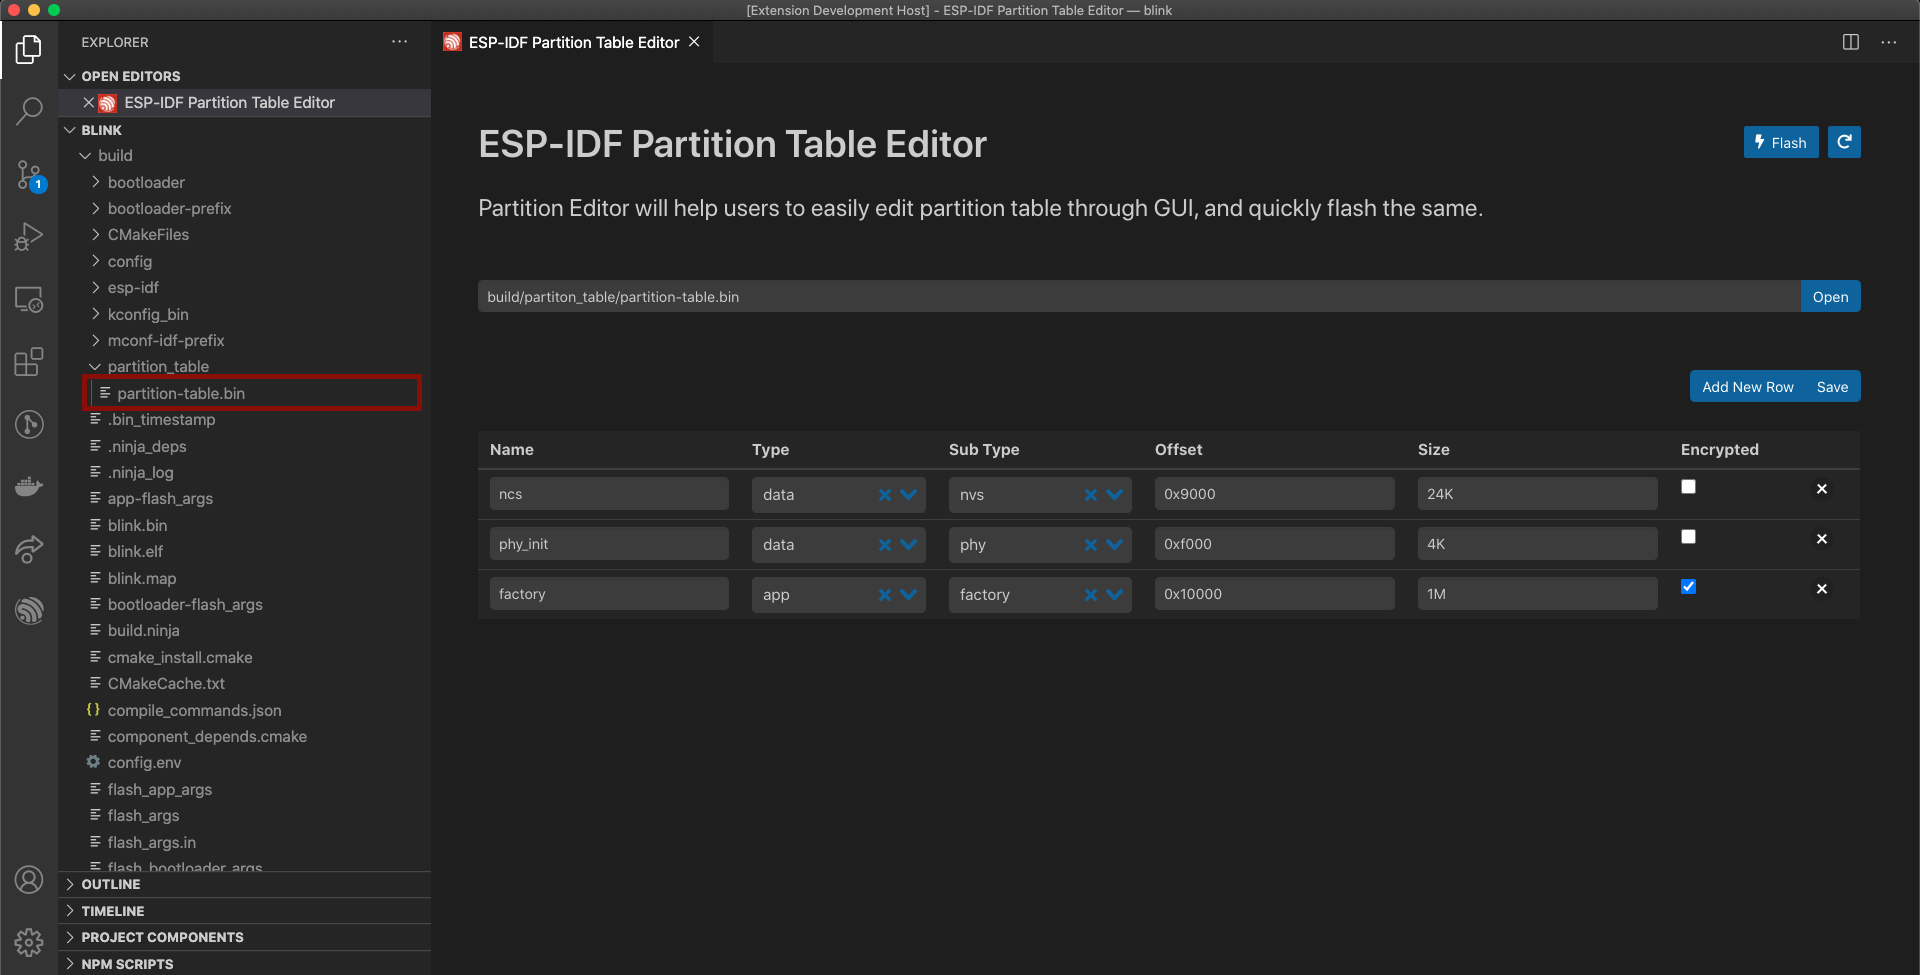 [Extension Development Host] - ESP-IDF Partition Table Editor — blink
EXPLORER
OPEN EDITORS
ESP-IDF Partition Table Editor
BLINK
build
bootloader
bootloader-prefix
CMakeFiles
config
esp-idf
kconfig_bin
mconf-idf-prefix
partition_table
partition-table.bin
.bin_timestamp
.ninja_deps
.ninja_log
app-flash_args
blink.bin
blink.elf
blink.map
bootloader-flash_args
build.ninja
cmake_install.cmake
CMakeCache.txt
compile_commands.json
component_depends.cmake
config.env
flash_app_args
flash_args
flash_args.in
flash_bootloader_args
OUTLINE
TIMELINE
PROJECT COMPONENTS
NPM SCRIPTS
1
ESP-IDF Partition Table Editor
ESP-IDF Partition Table Editor
Flash
Partition Editor will help users to easily edit partition table through GUI, and quickly flash the same.
build/partiton_table/partition-table.bin Open
Add New Row Save
Name Type Sub Type Offset Size Encrypted
ncs data nvs 0x9000 24K
phy_init data phy 0xf000 4K
factory app factory 0x10000 1M